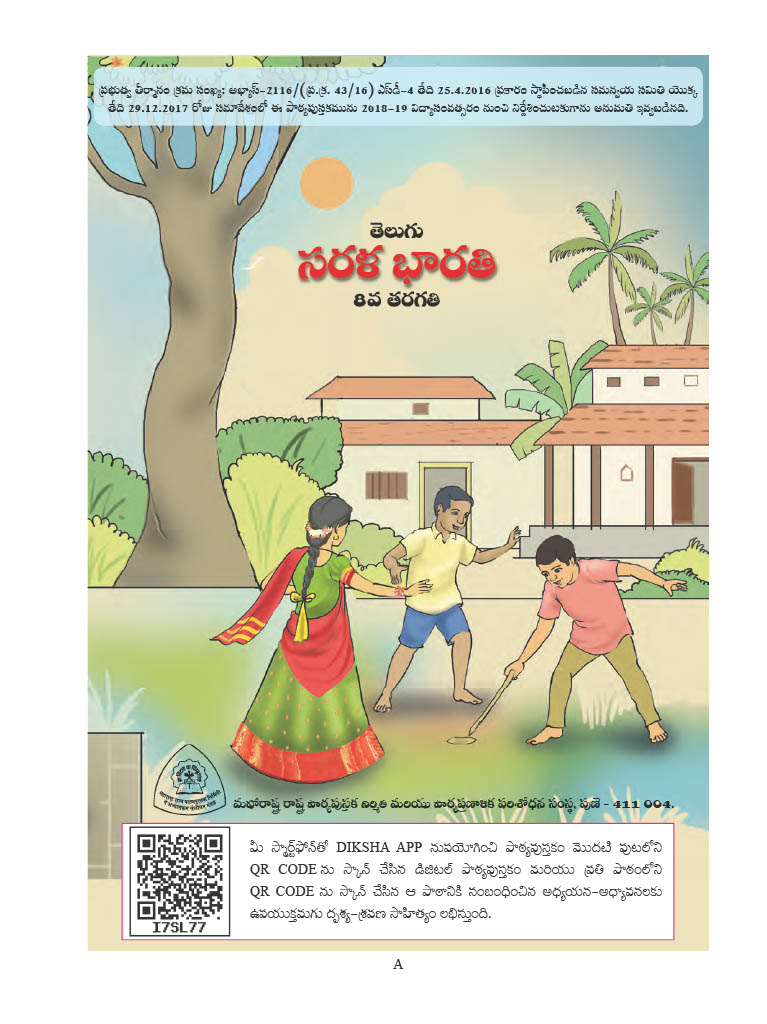 ప్రభుత్వ తీర్మానం క్రమ సంఖ్య: అభ్యాస-2116/(ప్ర.క్ర. 43/16) ఎస్‌డీ-4 తేది 25.4.2016 ప్రకారం స్థాపించబడిన సమన్వయ సమితి యొక్క
తేది 29.12.2017 రోజు సమావేశంలో ఈ పాఠ్యపుస్తకమును 2018-19 విద్యాసంవత్సరం నుంచి నిర్దేశించుటకుగాను అనుమతి ఇవ్వబడినది.
తెలుగు
సరళ భారతి
8వ తరగతి
మహారాష్ట్ర రాష్ట్ర పాఠ్యపుస్తక నిర్మితి మరియు పాఠ్యప్రణాళిక పరిశోధన సంస్థ, పుణె - 411 004.
మీ స్మార్ట్‌ఫోన్‌తో DIKSHA APP నుపయోగించి పాఠ్యపుస్తకం మొదటి పుటలోని
QR CODE ను స్కాన్ చేసిన డిజిటల్ పాఠ్యపుస్తకం మరియు ప్రతి పాఠంలోని
QR CODE ను స్కాన్ చేసిన ఆ పాఠానికి సంబంధించిన అధ్యయన-అధ్యాపనలకు
ఉపయుక్తమగు దృశ్య-శ్రవణ సాహిత్యం లభిస్తుంది.
I7SL77
A